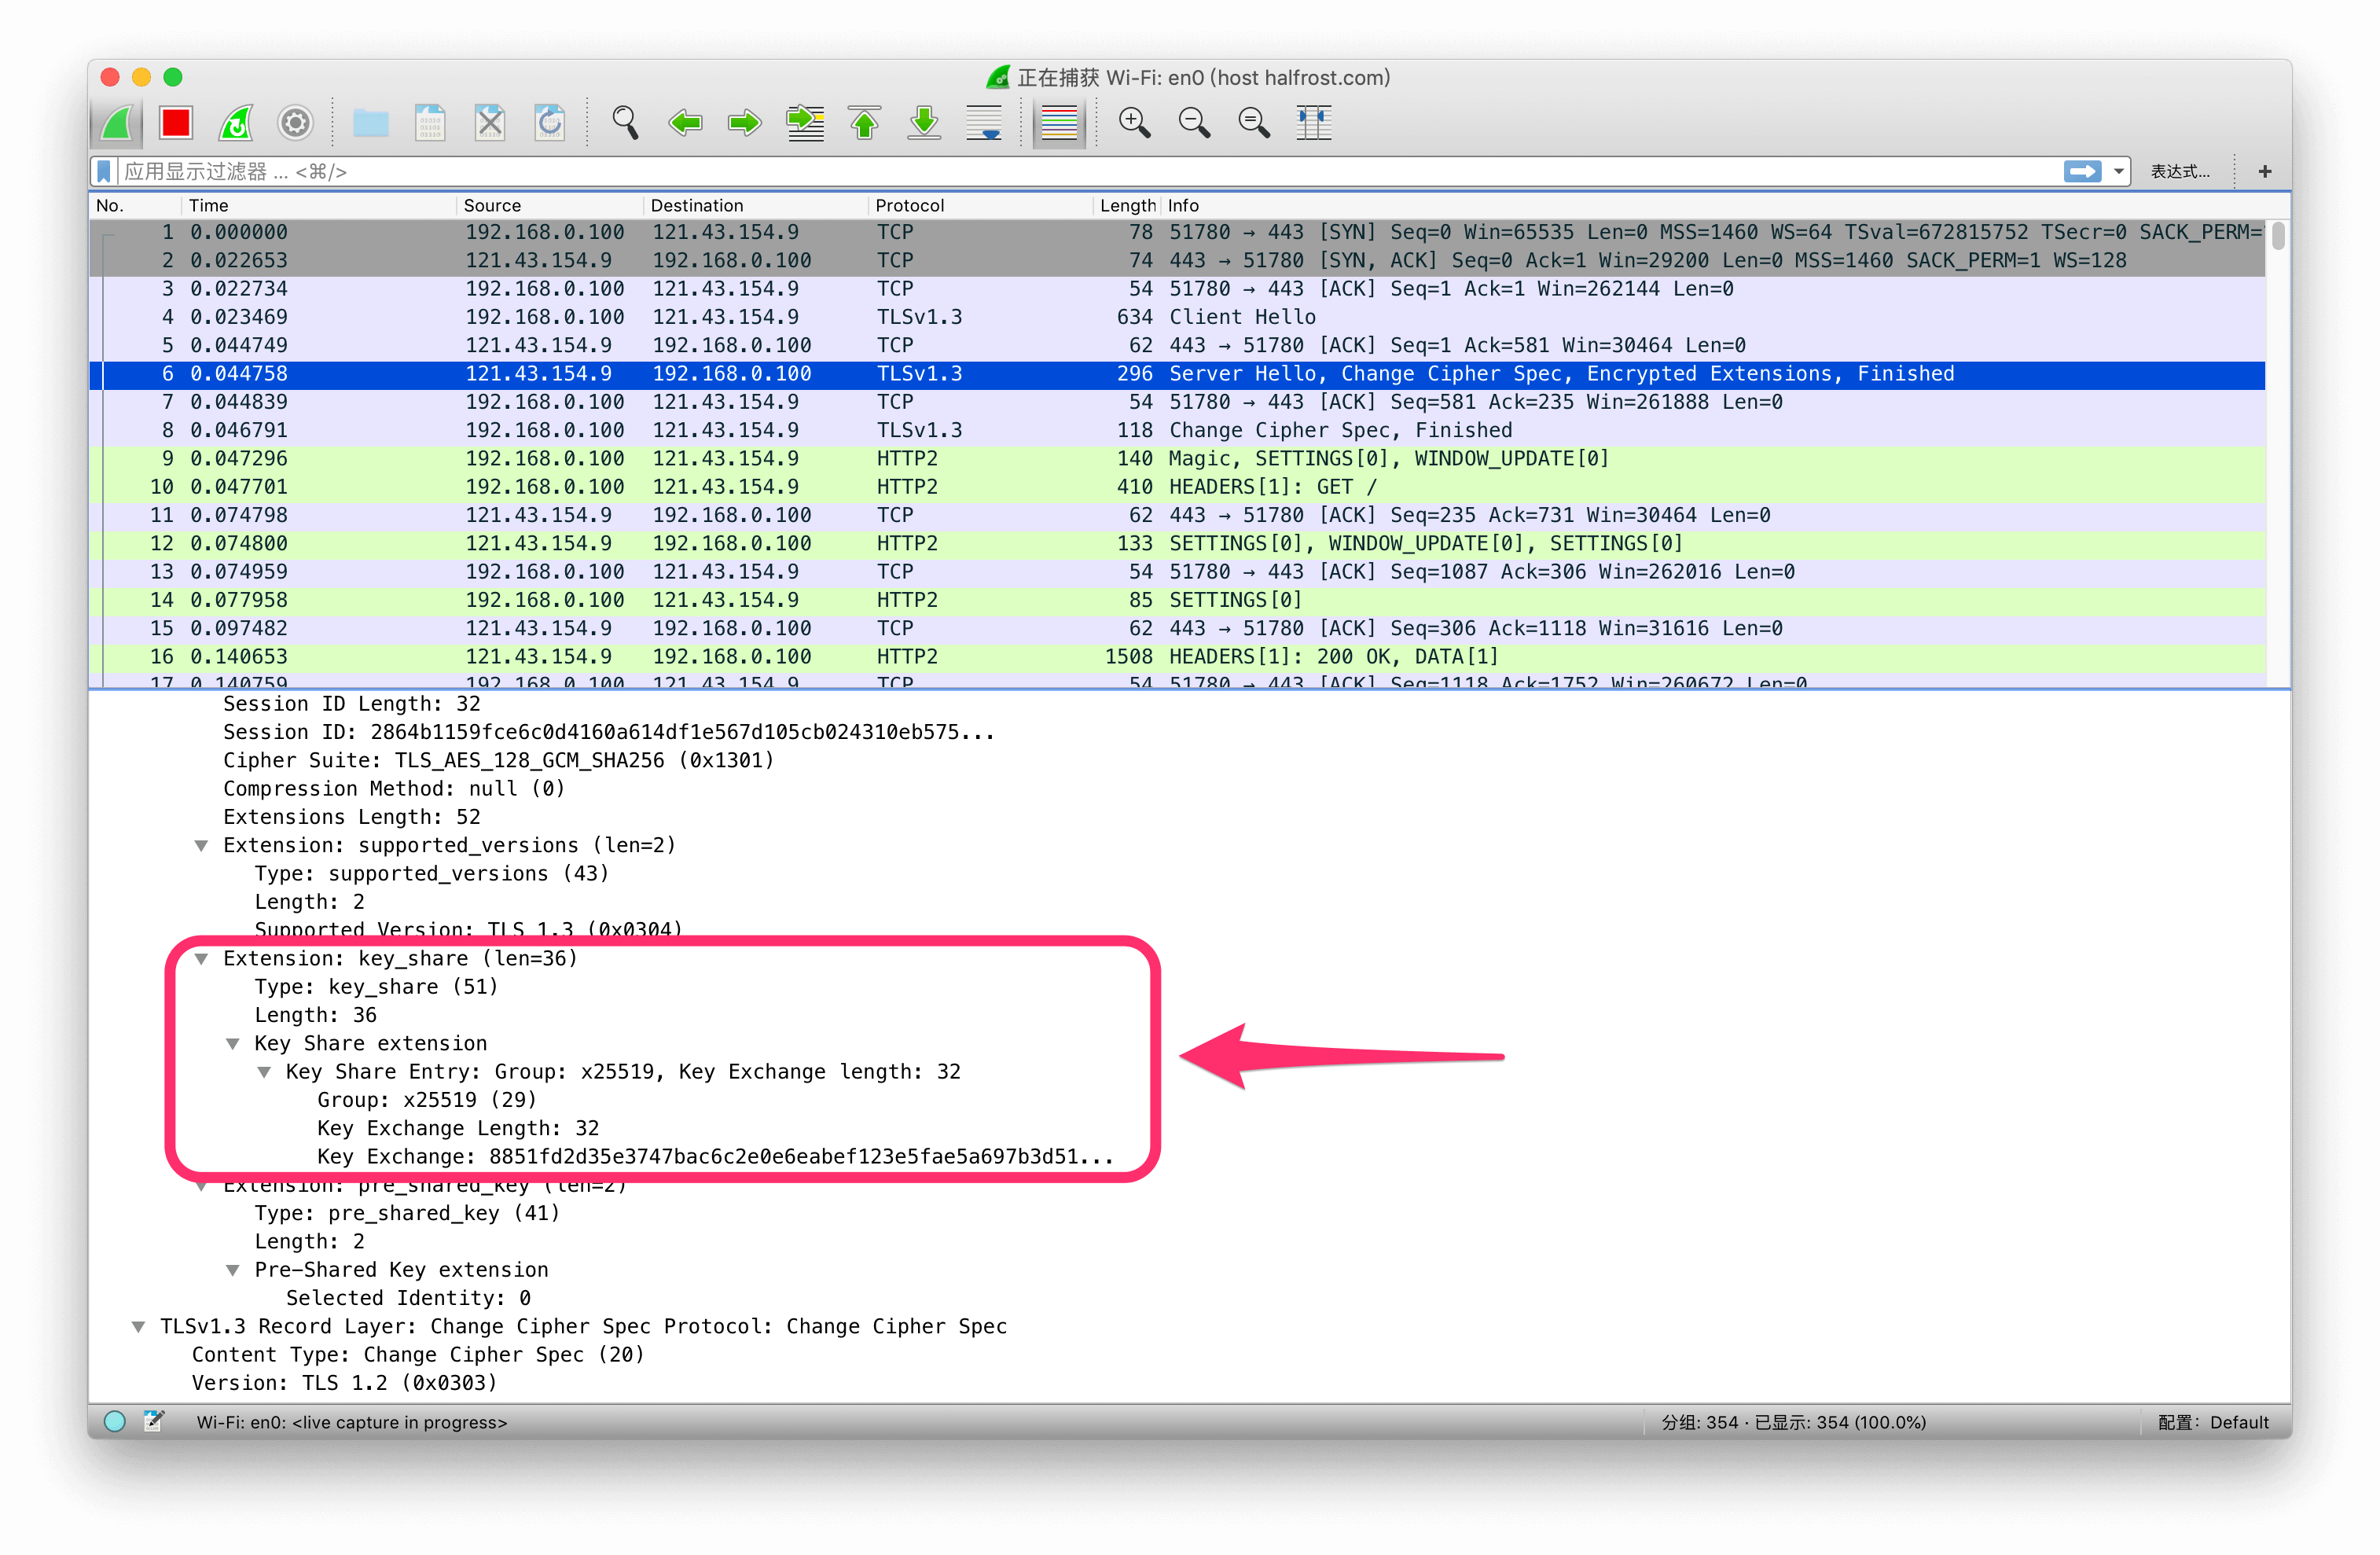 正在捕获 Wi-Fi: en0 (host halfrost.com)
应用显示过滤器 ... <⌘/>
表达式...
+
No. Time Source Destination Protocol Length Info
1 0.000000 192.168.0.100 121.43.154.9 TCP 78 51780 → 443 [SYN] Seq=0 Win=65535 Len=0 MSS=1460 WS=64 TSval=672815752 TSecr=0 SACK_PERM=
2 0.022653 121.43.154.9 192.168.0.100 TCP 74 443 → 51780 [SYN, ACK] Seq=0 Ack=1 Win=29200 Len=0 MSS=1460 SACK_PERM=1 WS=128
3 0.022734 192.168.0.100 121.43.154.9 TCP 54 51780 → 443 [ACK] Seq=1 Ack=1 Win=262144 Len=0
4 0.023469 192.168.0.100 121.43.154.9 TLSv1.3 634 Client Hello
5 0.044749 121.43.154.9 192.168.0.100 TCP 62 443 → 51780 [ACK] Seq=1 Ack=581 Win=30464 Len=0
6 0.044758 121.43.154.9 192.168.0.100 TLSv1.3 296 Server Hello, Change Cipher Spec, Encrypted Extensions, Finished
7 0.044839 192.168.0.100 121.43.154.9 TCP 54 51780 → 443 [ACK] Seq=581 Ack=235 Win=261888 Len=0
8 0.046791 192.168.0.100 121.43.154.9 TLSv1.3 118 Change Cipher Spec, Finished
9 0.047296 192.168.0.100 121.43.154.9 HTTP2 140 Magic, SETTINGS[0], WINDOW_UPDATE[0]
10 0.047701 192.168.0.100 121.43.154.9 HTTP2 410 HEADERS[1]: GET /
11 0.074798 121.43.154.9 192.168.0.100 TCP 62 443 → 51780 [ACK] Seq=235 Ack=731 Win=30464 Len=0
12 0.074800 121.43.154.9 192.168.0.100 HTTP2 133 SETTINGS[0], WINDOW_UPDATE[0], SETTINGS[0]
13 0.074959 192.168.0.100 121.43.154.9 TCP 54 51780 → 443 [ACK] Seq=1087 Ack=306 Win=262016 Len=0
14 0.077958 192.168.0.100 121.43.154.9 HTTP2 85 SETTINGS[0]
15 0.097482 121.43.154.9 192.168.0.100 TCP 62 443 → 51780 [ACK] Seq=306 Ack=1118 Win=31616 Len=0
16 0.140653 121.43.154.9 192.168.0.100 HTTP2 1508 HEADERS[1]: 200 OK, DATA[1]
17 0.140759 192.168.0.100 121.43.154.9 TCP 54 51780 → 443 [ACK] Seq=1118 Ack=1752 Win=260672 Len=0
Session ID Length: 32
Session ID: 2864b1159fce6c0d4160a614df1e567d105cb024310eb575...
Cipher Suite: TLS_AES_128_GCM_SHA256 (0x1301)
Compression Method: null (0)
Extensions Length: 52
Extension: supported_versions (len=2)
Type: supported_versions (43)
Length: 2
Supported Version: TLS 1.3 (0x0304)
Extension: key_share (len=36)
Type: key_share (51)
Length: 36
Key Share extension
Key Share Entry: Group: x25519, Key Exchange length: 32
Group: x25519 (29)
Key Exchange Length: 32
Key Exchange: 8851fd2d35e3747bac6c2e0e6eabef123e5fae5a697b3d51...
Extension: pre_shared_key (len=2)
Type: pre_shared_key (41)
Length: 2
Pre-Shared Key extension
Selected Identity: 0
TLSv1.3 Record Layer: Change Cipher Spec Protocol: Change Cipher Spec
Content Type: Change Cipher Spec (20)
Version: TLS 1.2 (0x0303)
Wi-Fi: en0: <live capture in progress>
分组: 354 · 已显示: 354 (100.0%)
配置: Default